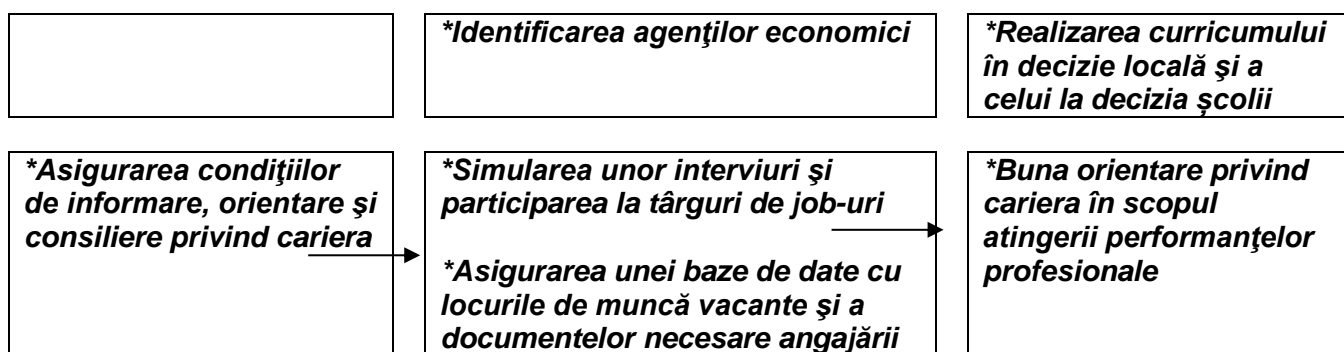 *Identificarea agenţilor economici
*Realizarea curricumului
în decizie locală şi a
celui la decizia școlii
*Asigurarea condiţiilor
de informare, orientare şi
consiliere privind cariera
*Simularea unor interviuri şi
participarea la târguri de job-uri
*Asigurarea unei baze de date cu
locurile de muncă vacante şi a
documentelor necesare angajării
*Buna orientare privind
cariera în scopul
atingerii performanţelor
profesionale